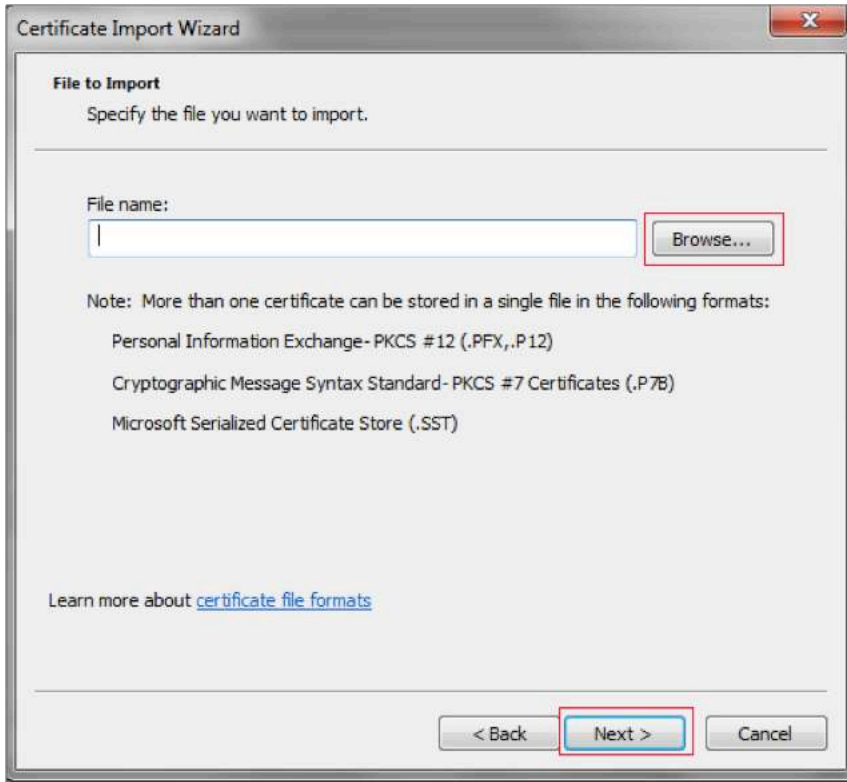 Certificate Import Wizard
File to Import
Specify the file you want to import.
File name:
Browse...
Note: More than one certificate can be stored in a single file in the following formats:
Personal Information Exchange- PKCS #12 (.PFX,.P12)
Cryptographic Message Syntax Standard- PKCS #7 Certificates (.P7B)
Microsoft Serialized Certificate Store (.SST)
Learn more about certificate file formats
< Back Next > Cancel